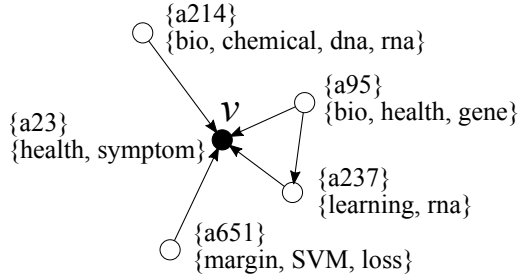 {a214}
{bio, chemical, dna, rna}
v
{a95}
{bio, health, gene}
{a23}
{health, symptom}
{a237}
{learning, rna}
{a651}
{margin, SVM, loss}